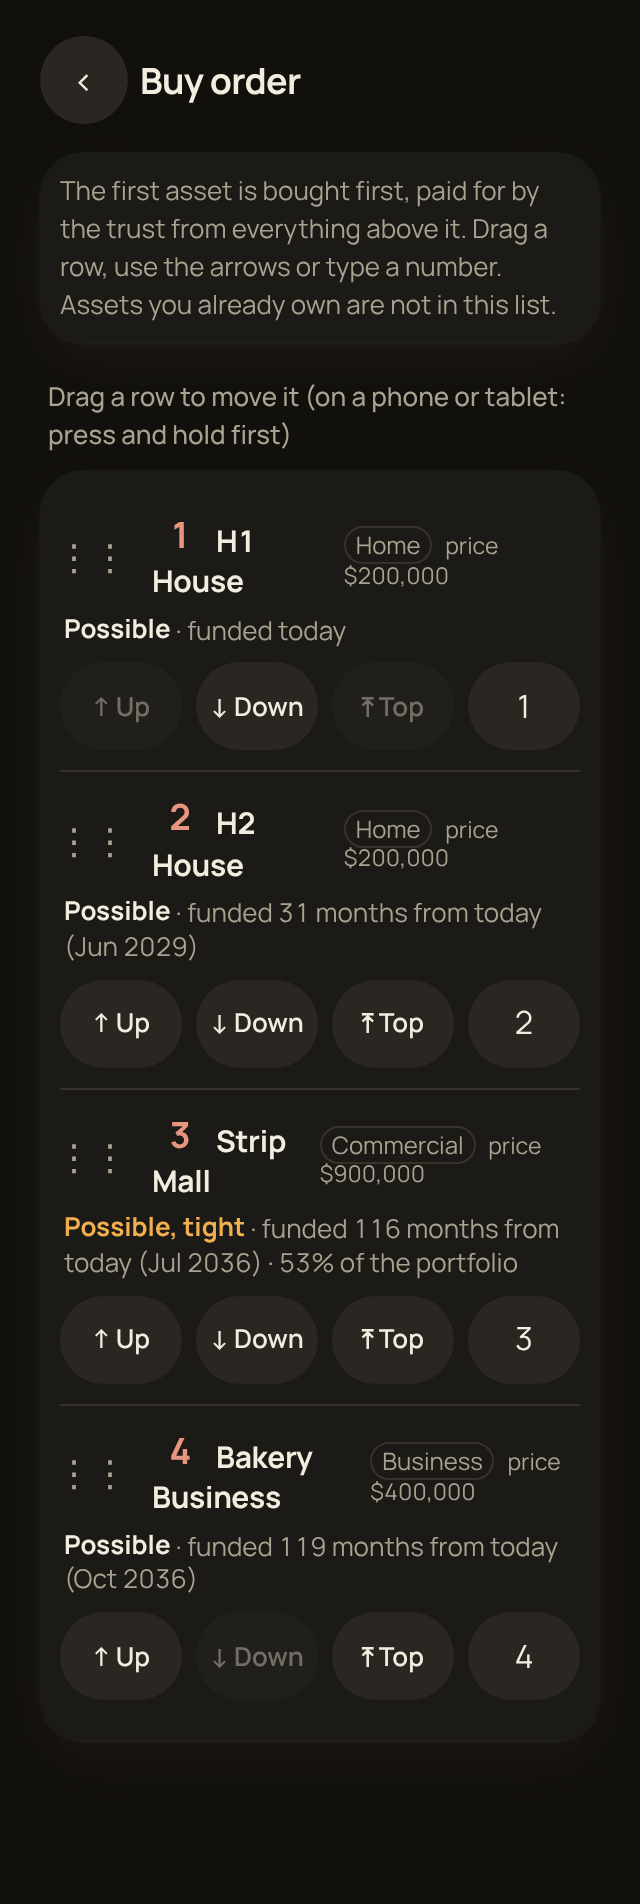 ‹ Buy order
The first asset is bought first, paid for by
the trust from everything above it. Drag a
row, use the arrows or type a number.
Assets you already own are not in this list.
Drag a row to move it (on a phone or tablet:
press and hold first)
⋮⋮ 1 H1
House
Home price
$200,000
Possible · funded today
↑ Up ↓ Down ⤒ Top 1
⋮⋮ 2 H2
House
Home price
$200,000
Possible · funded 31 months from today
(Jun 2029)
↑ Up ↓ Down ⤒ Top 2
⋮⋮ 3 Strip
Mall
Commercial price
$900,000
Possible, tight · funded 116 months from
today (Jul 2036) · 53% of the portfolio
↑ Up ↓ Down ⤒ Top 3
⋮⋮ 4 Bakery
Business
Business price
$400,000
Possible · funded 119 months from today
(Oct 2036)
↑ Up ↓ Down ⤒ Top 4